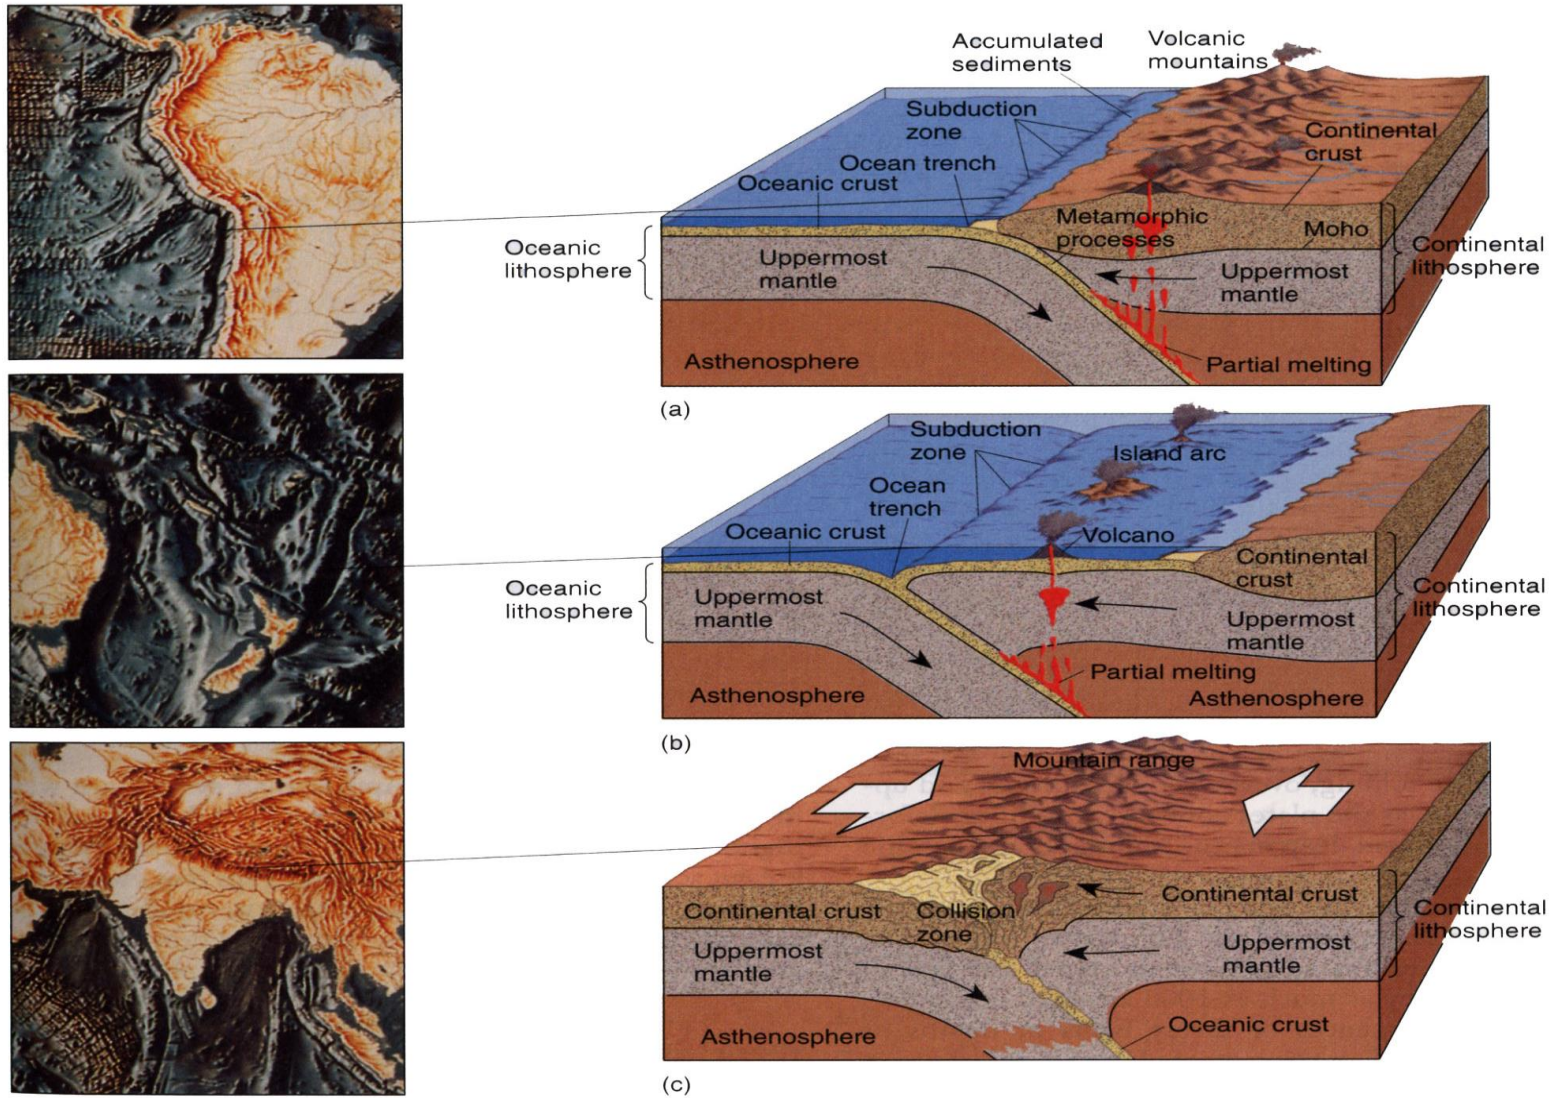 Accumulated
sediments
Volcanic
mountains
Subduction
zone
Continental
crust
Ocean trench
Oceanic crust
Metamorphic
processes
Moho
Oceanic
lithosphere
Continental
lithosphere
Uppermost
mantle
Uppermost
mantle
Asthenosphere
Partial melting
(a)
Subduction
zone
Island arc
Ocean
trench
Oceanic crust
Volcano
Continental
crust
Oceanic
lithosphere
Continental
lithosphere
Uppermost
mantle
Uppermost
mantle
Partial melting
Asthenosphere
Asthenosphere
(b)
Mountain range
Continental crust
Continental crust
Collision
zone
Continental
lithosphere
Uppermost
mantle
Uppermost
mantle
Oceanic crust
Asthenosphere
(c)